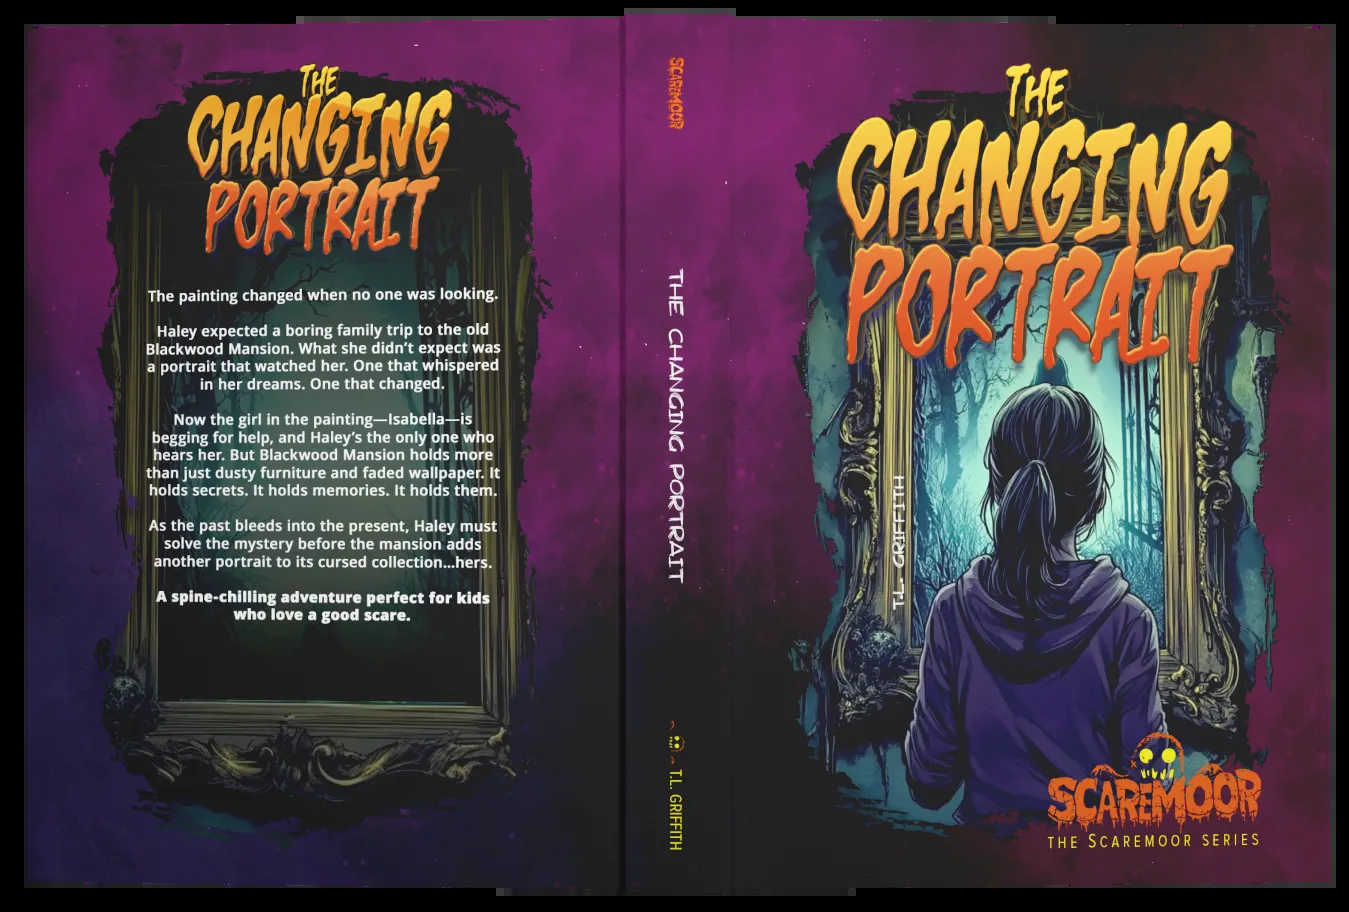 THE
CHANGING
PORTRAIT
The painting changed when no one was looking.
Haley expected a boring family trip to the old
Blackwood Mansion. What she didn’t expect was
a portrait that watched her. One that whispered
in her dreams. One that changed.
Now the girl in the painting—Isabella—is
begging for help, and Haley’s the only one who
hears her. But Blackwood Mansion holds more
than just dusty furniture and faded wallpaper. It
holds secrets. It holds memories. It holds them.
As the past bleeds into the present, Haley must
solve the mystery before the mansion adds
another portrait to its cursed collection...hers.
A spine-chilling adventure perfect for kids
who love a good scare.
SCAREMOOR
THE CHANGING PORTRAIT
T.L. GRIFFITH
THE
CHANGING
PORTRAIT
T.L. GRIFFITH
SCAREMOOR
THE SCAREMOOR SERIES